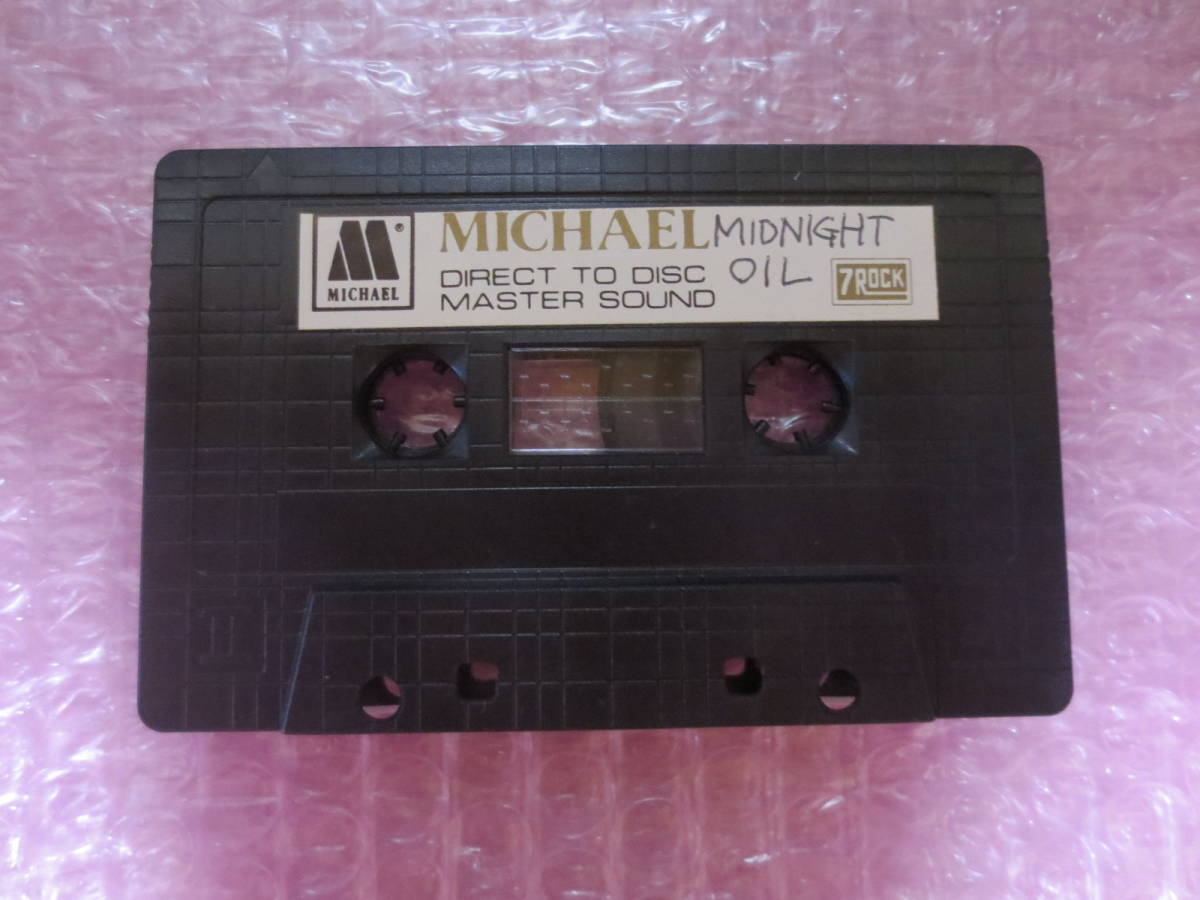 MICHAEL MIDNIGHT
DIRECT TO DISC OIL
MASTER SOUND
® MICHAEL
7ROCK